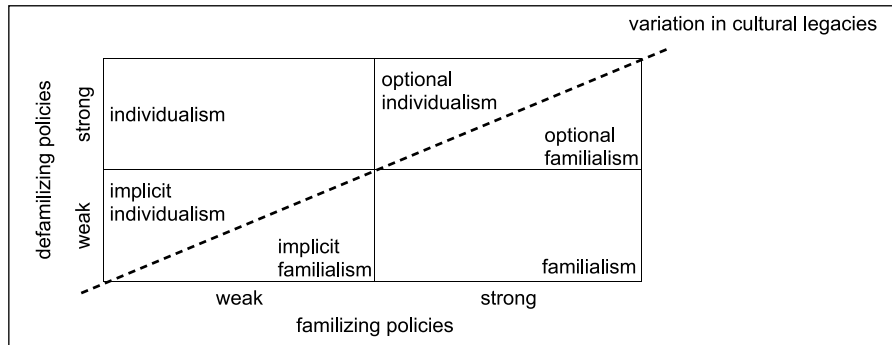 variation in cultural legacies
defamilizing policies
strong
weak
individualism
optional
individualism
optional
familialism
implicit
individualism
implicit
familialism
familialism
weak
strong
familizing policies